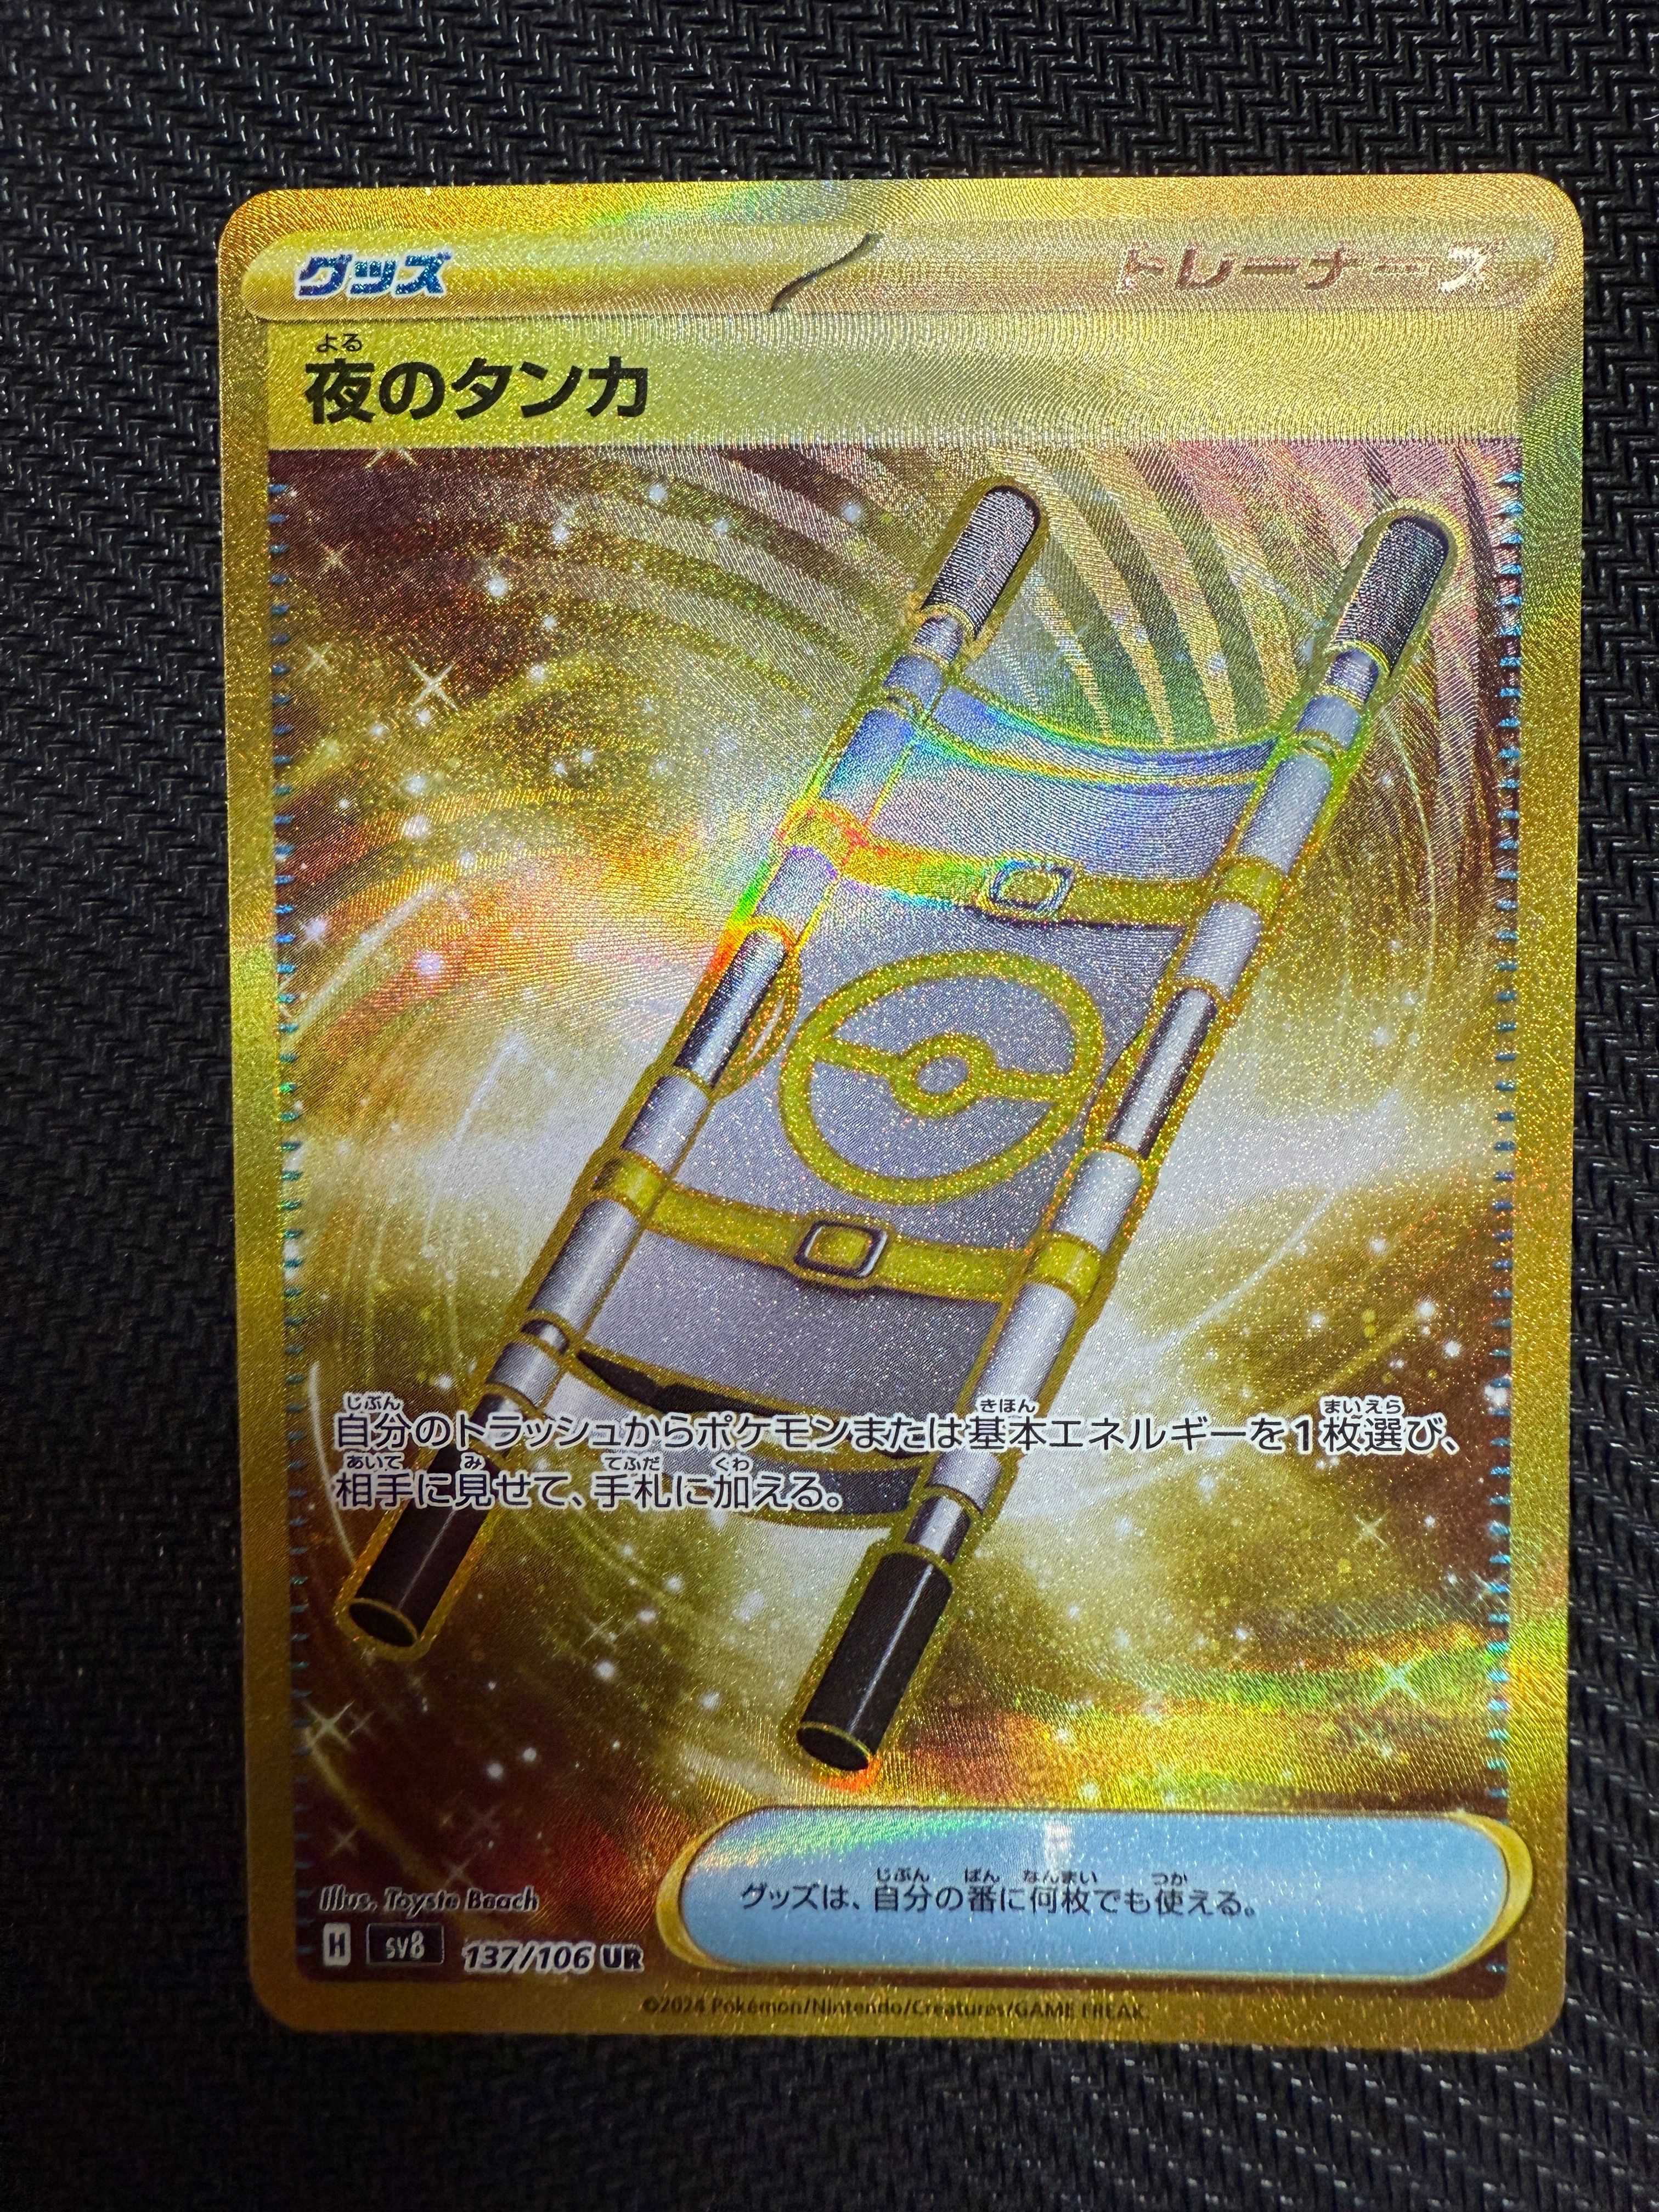 グッズ
トレーナーズ
よる
夜のタンカ
じぶん きほん まいえら
自分のトラッシュからポケモンまたは基本エネルギーを1枚選び、
あいて み てふだ くわ
相手に見せて、手札に加える。
じぶん ばん なんまい つか
グッズは、自分の番に何枚でも使える。
Illus. Toyste Beach
H sv8 137/106 UR
©2024 Pokémon/Nintendo/Creatures/GAME FREAK